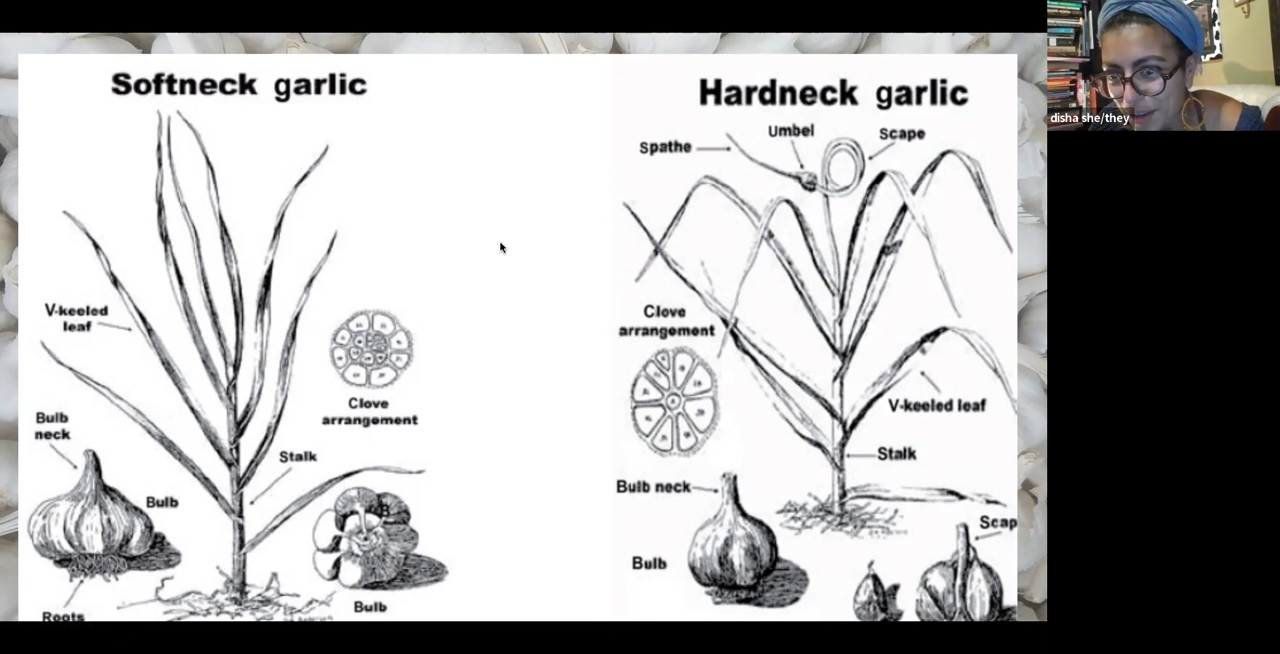 Softneck garlic
V-keeled
leaf
Clove
arrangement
Bulb
neck
Stalk
Bulb
Bulb
Roots
Hardneck garlic
Spathe
Umbel
Scape
Clove
arrangement
V-keeled leaf
Stalk
Bulb neck
Scap
Bulb
disha she/they